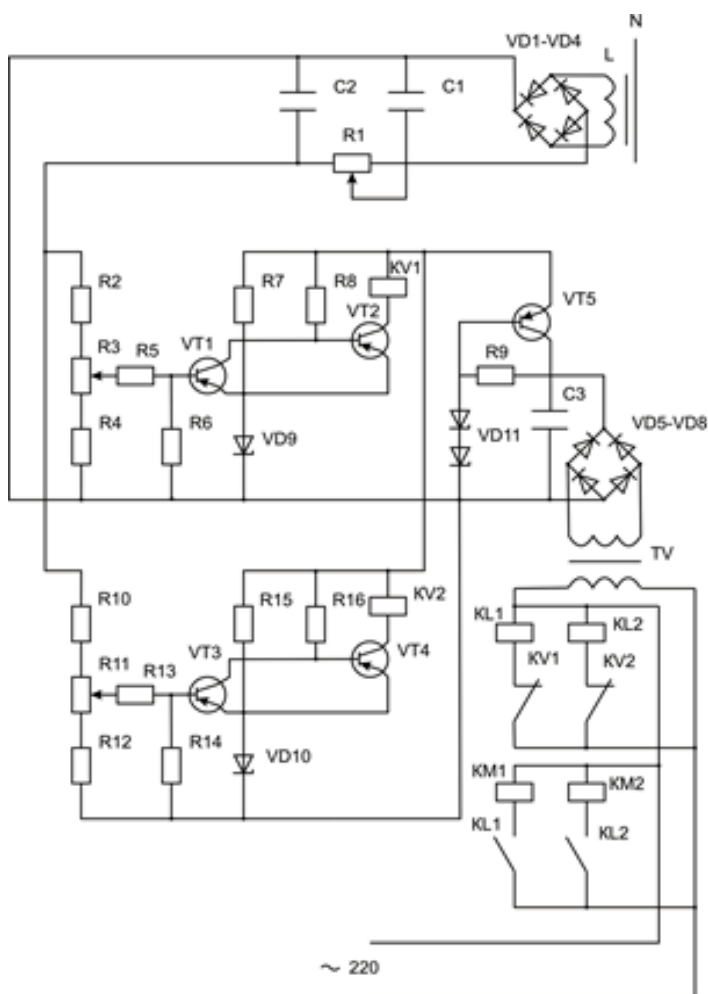 N
VD1-VD4
L
C2
C1
R1
R2
R7
R8
KV1
VT2
VT5
R3
R5
VT1
R9
R4
R6
VD9
C3
VD11
VD5-VD8
TV
R10
R15
R16
KV2
KL1
KL2
R11
R13
VT3
VT4
KV1
KV2
R12
R14
VD10
KM1
KM2
KL1
KL2
~ 220